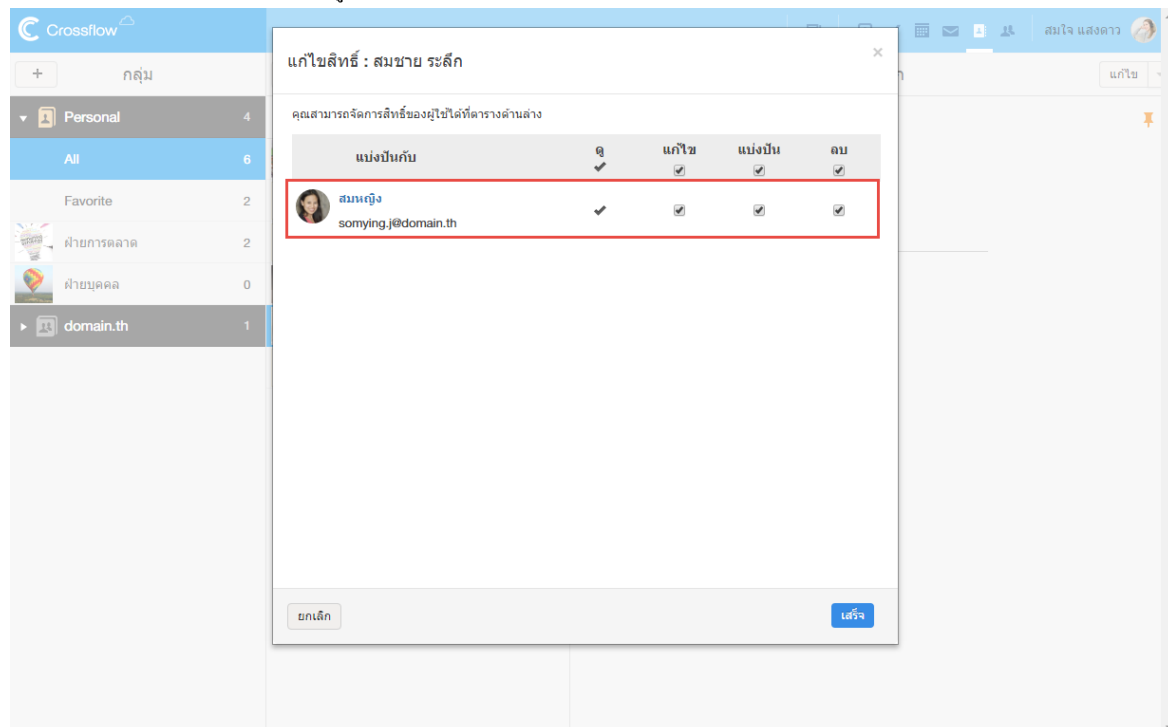 Crossflow
สมใจ แสงดาว
+ กลุ่ม
แก้ไข
Personal 4
All 6
Favorite 2
ฝ่ายการตลาด 2
ฝ่ายบุคคล 0
domain.th 1
แก้ไขสิทธิ์ : สมชาย ระลึก ×
คุณสามารถจัดการสิทธิ์ของผู้ใช้ได้ที่ตารางด้านล่าง
แบ่งปันกับ ดู แก้ไข แบ่งปัน ลบ
สมหญิง
somying.j@domain.th
ยกเลิก เสร็จ